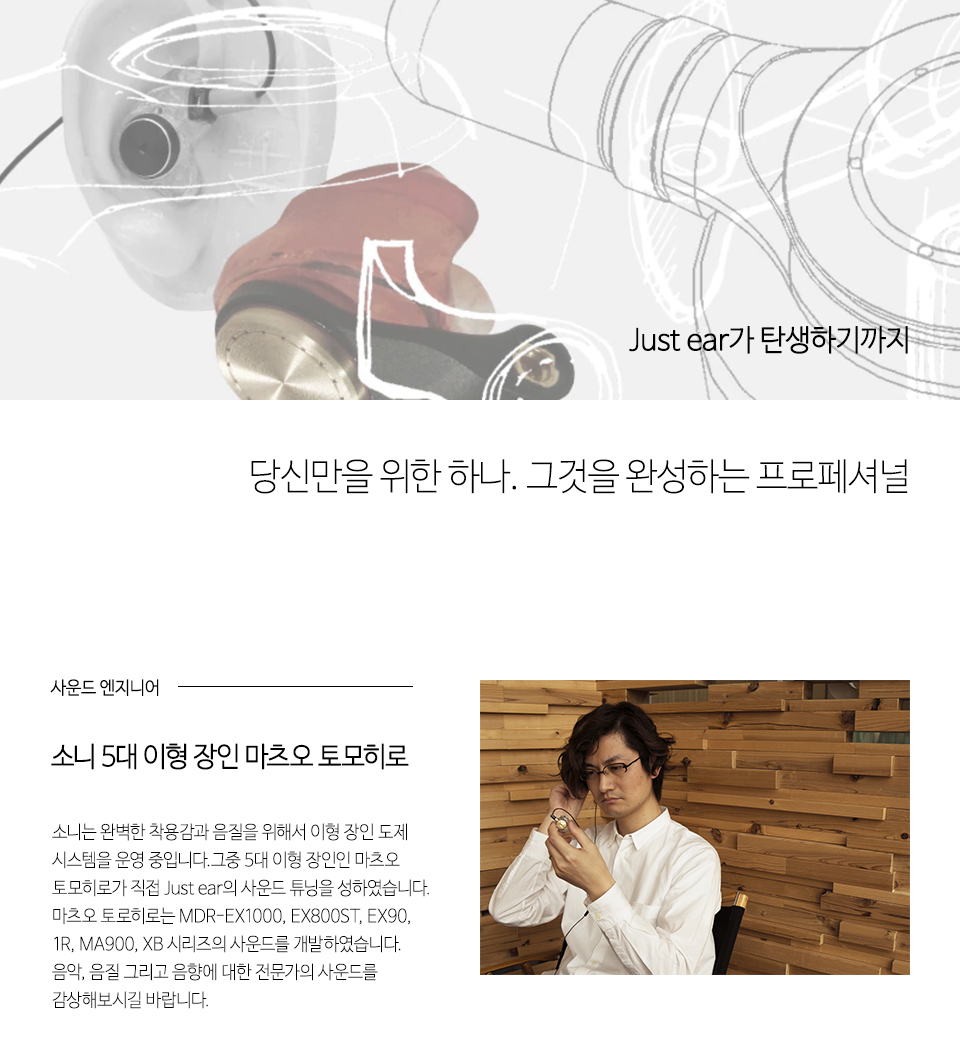 Just ear가 탄생하기까지
당신만을 위한 하나. 그것을 완성하는 프로페셔널
사운드 엔지니어
소니 5대 이형 장인 마츠오 토모히로
소니는 완벽한 착용감과 음질을 위해서 이형 장인 도제
시스템을 운영 중입니다.그중 5대 이형 장인인 마츠오
토모히로가 직접 Just ear의 사운드 튜닝을 성하였습니다.
마츠오 토로히로는 MDR-EX1000, EX800ST, EX90,
1R, MA900, XB 시리즈의 사운드를 개발하였습니다.
음악, 음질 그리고 음향에 대한 전문가의 사운드를
감상해보시길 바랍니다.